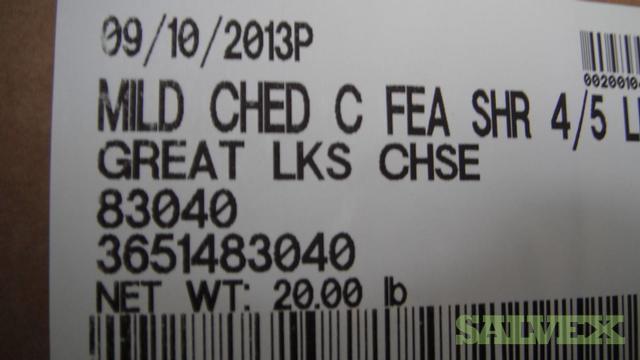 09/10/2013P
00200104
MILD CHED C FEA SHR 4/5 L
GREAT LKS CHSE
83040
3651483040
NET WT: 20.00 lb
SALVEX